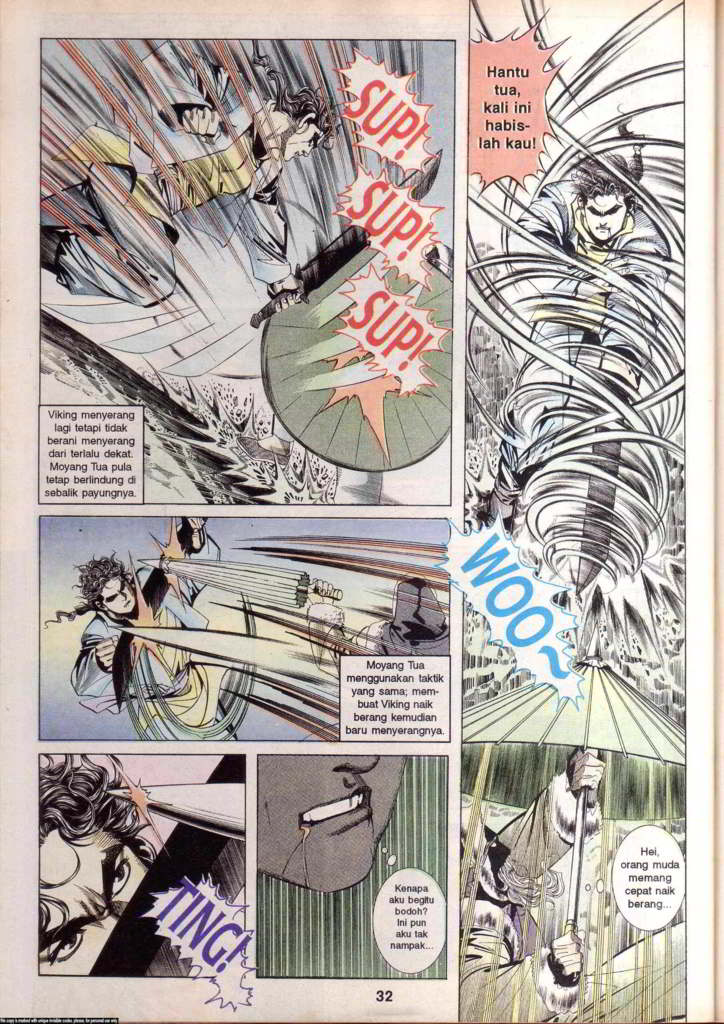 SUP!
SUP!
SUP!
Viking menyerang
lagi tetapi tidak
berani menyerang
dari terlalu dekat.
Moyang Tua pula
tetap berlindung di
sebalik payungnya.
Moyang Tua
menggunakan taktik
yang sama; mem-
buat Viking naik
berang kemudian
baru menyerangnya.
TING!
Kenapa
aku begitu
bodoh?
Ini pun
aku tak
nampak...
Hantu
tua,
kali ini
habis-
lah kau!
WOO~
Hei,
orang muda
memang
cepat naik
berang...
32